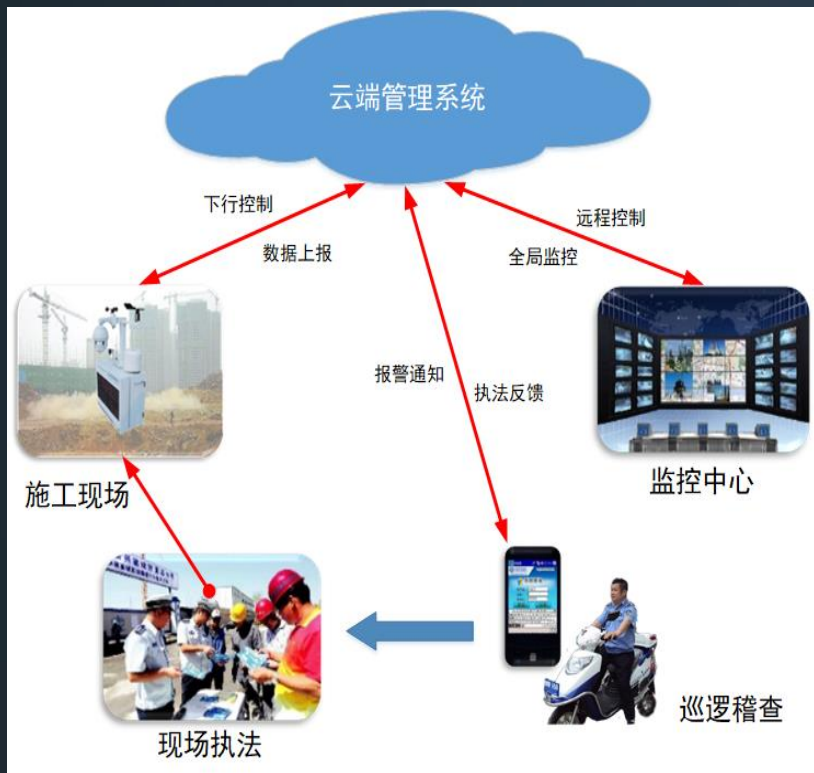 云端管理系统
下行控制
数据上报
远程控制
全局监控
报警通知
执法反馈
施工现场
监控中心
现场执法
巡逻稽查